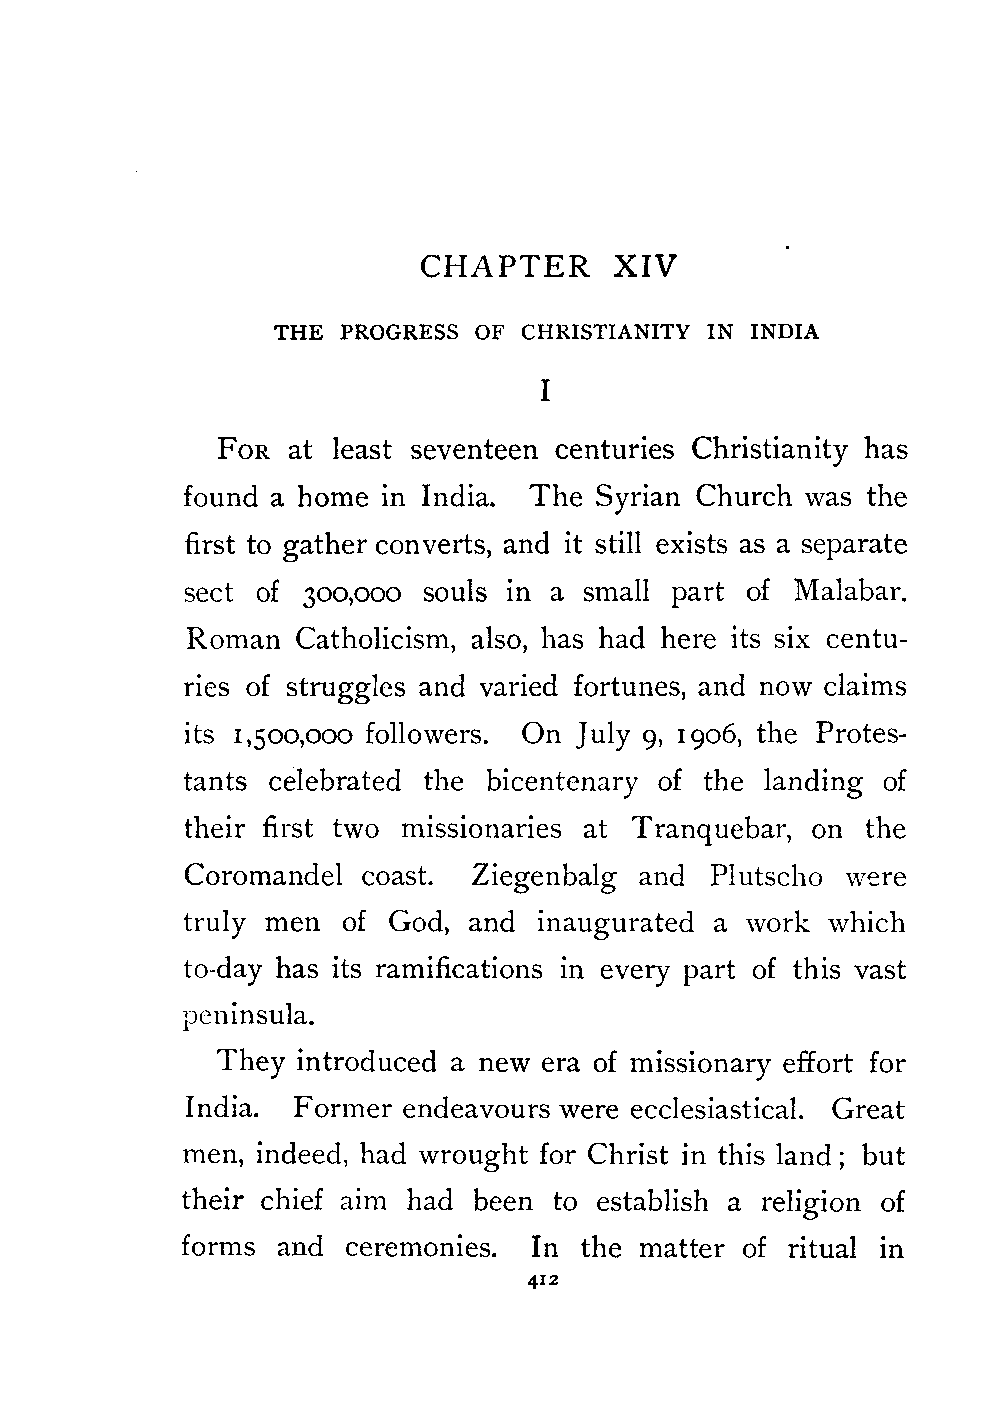 CHAPTER XIV
THE PROGRESS OF CHRISTIANITY IN INDIA
I
FOR at least seventeen centuries Christianity has
found a home in India. The Syrian Church was the
first to gather converts, and it still exists as a separate
sect of 300,000 souls in a small part of Malabar.
Roman Catholicism, also, has had here its six centu-
ries of struggles and varied fortunes, and now claims
its 1,500,000 followers. On July 9, 1906, the Protes-
tants celebrated the bicentenary of the landing of
their first two missionaries at Tranquebar, on the
Coromandel coast. Ziegenbalg and Plutscho were
truly men of God, and inaugurated a work which
to-day has its ramifications in every part of this vast
peninsula.
They introduced a new era of missionary effort for
India. Former endeavours were ecclesiastical. Great
men, indeed, had wrought for Christ in this land; but
their chief aim had been to establish a religion of
forms and ceremonies. In the matter of ritual in
412